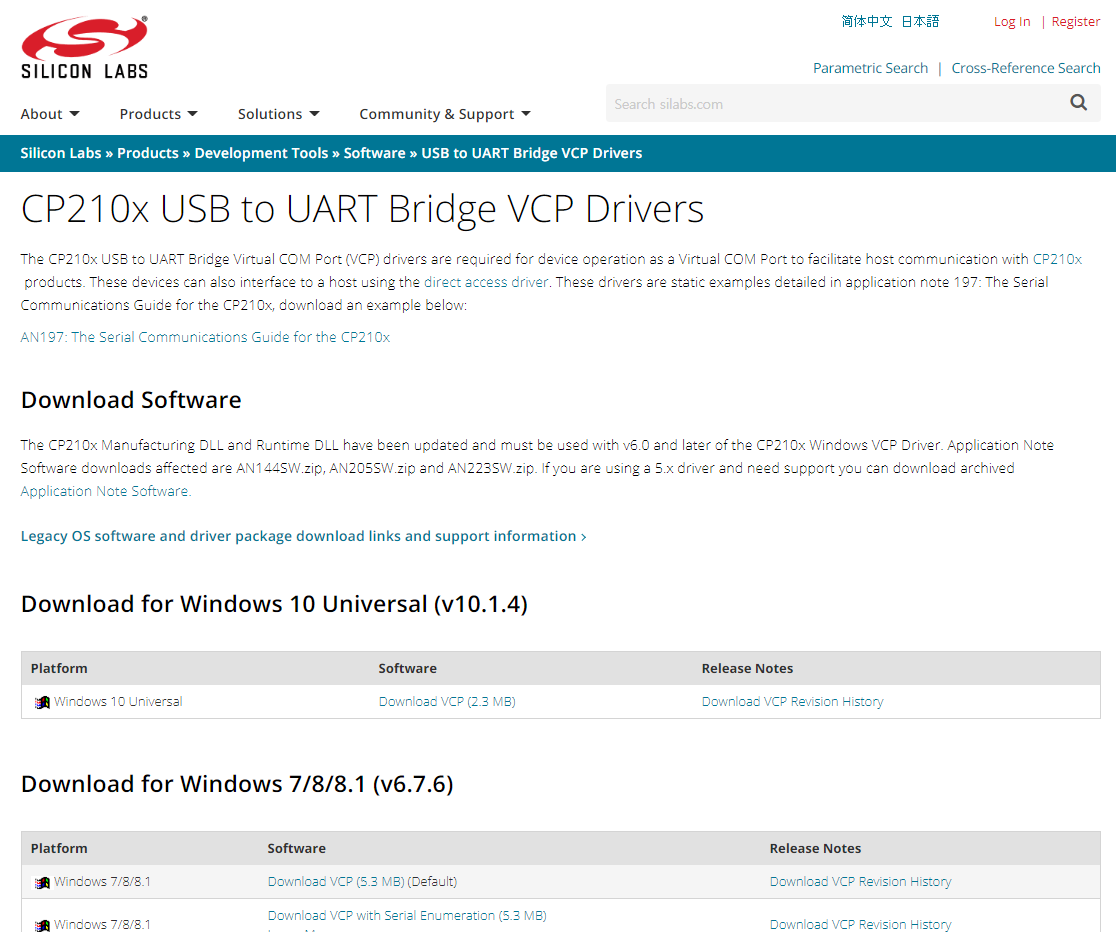 简体中文 日本語 Log In | Register
SILICON LABS
Parametric Search | Cross-Reference Search
About Products Solutions Community & Support Search silabs.com
Silicon Labs » Products » Development Tools » Software » USB to UART Bridge VCP Drivers
CP210x USB to UART Bridge VCP Drivers
The CP210x USB to UART Bridge Virtual COM Port (VCP) drivers are required for device operation as a Virtual COM Port to facilitate host communication with CP210x
products. These devices can also interface to a host using the direct access driver. These drivers are static examples detailed in application note 197: The Serial
Communications Guide for the CP210x, download an example below:
AN197: The Serial Communications Guide for the CP210x
Download Software
The CP210x Manufacturing DLL and Runtime DLL have been updated and must be used with v6.0 and later of the CP210x Windows VCP Driver. Application Note
Software downloads affected are AN144SW.zip, AN205SW.zip and AN223SW.zip. If you are using a 5.x driver and need support you can download archived
Application Note Software.
Legacy OS software and driver package download links and support information ›
Download for Windows 10 Universal (v10.1.4)
Platform Software Release Notes
Windows 10 Universal Download VCP (2.3 MB) Download VCP Revision History
Download for Windows 7/8/8.1 (v6.7.6)
Platform Software Release Notes
Windows 7/8/8.1 Download VCP (5.3 MB) (Default) Download VCP Revision History
Windows 7/8/8.1 Download VCP with Serial Enumeration (5.3 MB) Download VCP Revision History